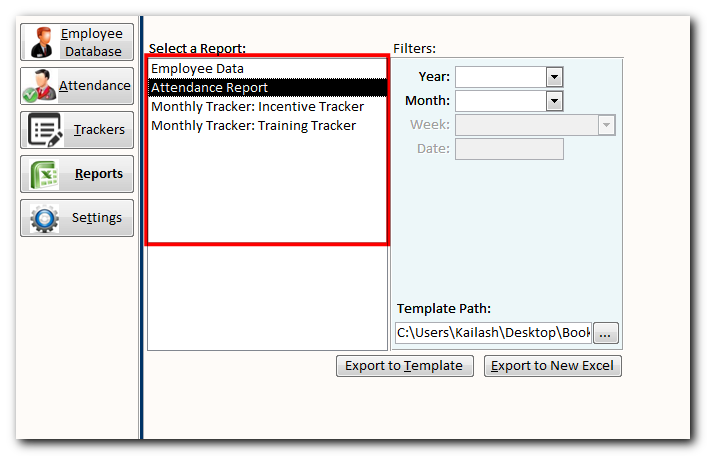 Employee
Database
Attendance
Trackers
Reports
Settings
Select a Report:
Employee Data
Attendance Report
Monthly Tracker: Incentive Tracker
Monthly Tracker: Training Tracker
Filters:
Year:
Month:
Week:
Date:
Template Path:
C:\Users\Kailash\Desktop\Book
...
Export to Template
Export to New Excel